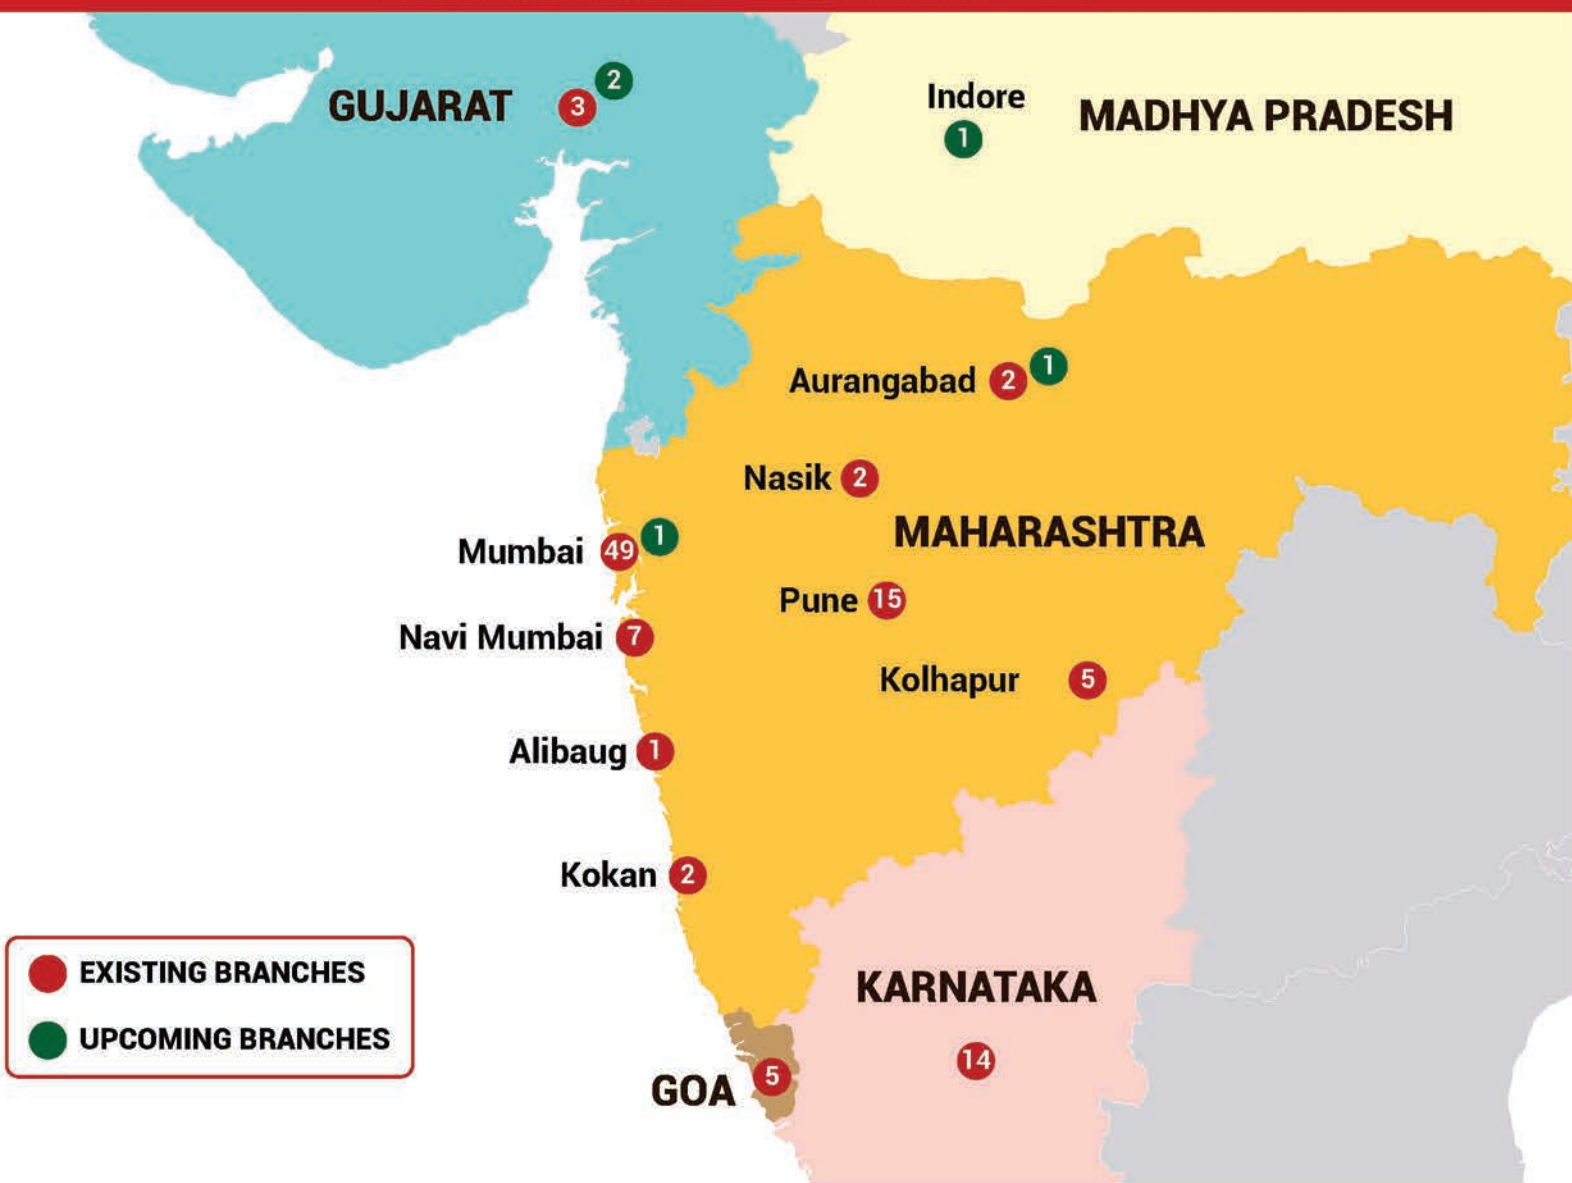 2
GUJARAT 3
Indore
MADHYA PRADESH
1
Aurangabad 2 1
Nasik 2
MAHARASHTRA
Mumbai 49 1
Pune 15
Navi Mumbai 7
Kolhapur 5
Alibaug 1
Kokan 2
EXISTING BRANCHES
UPCOMING BRANCHES
KARNATAKA
14
GOA 5